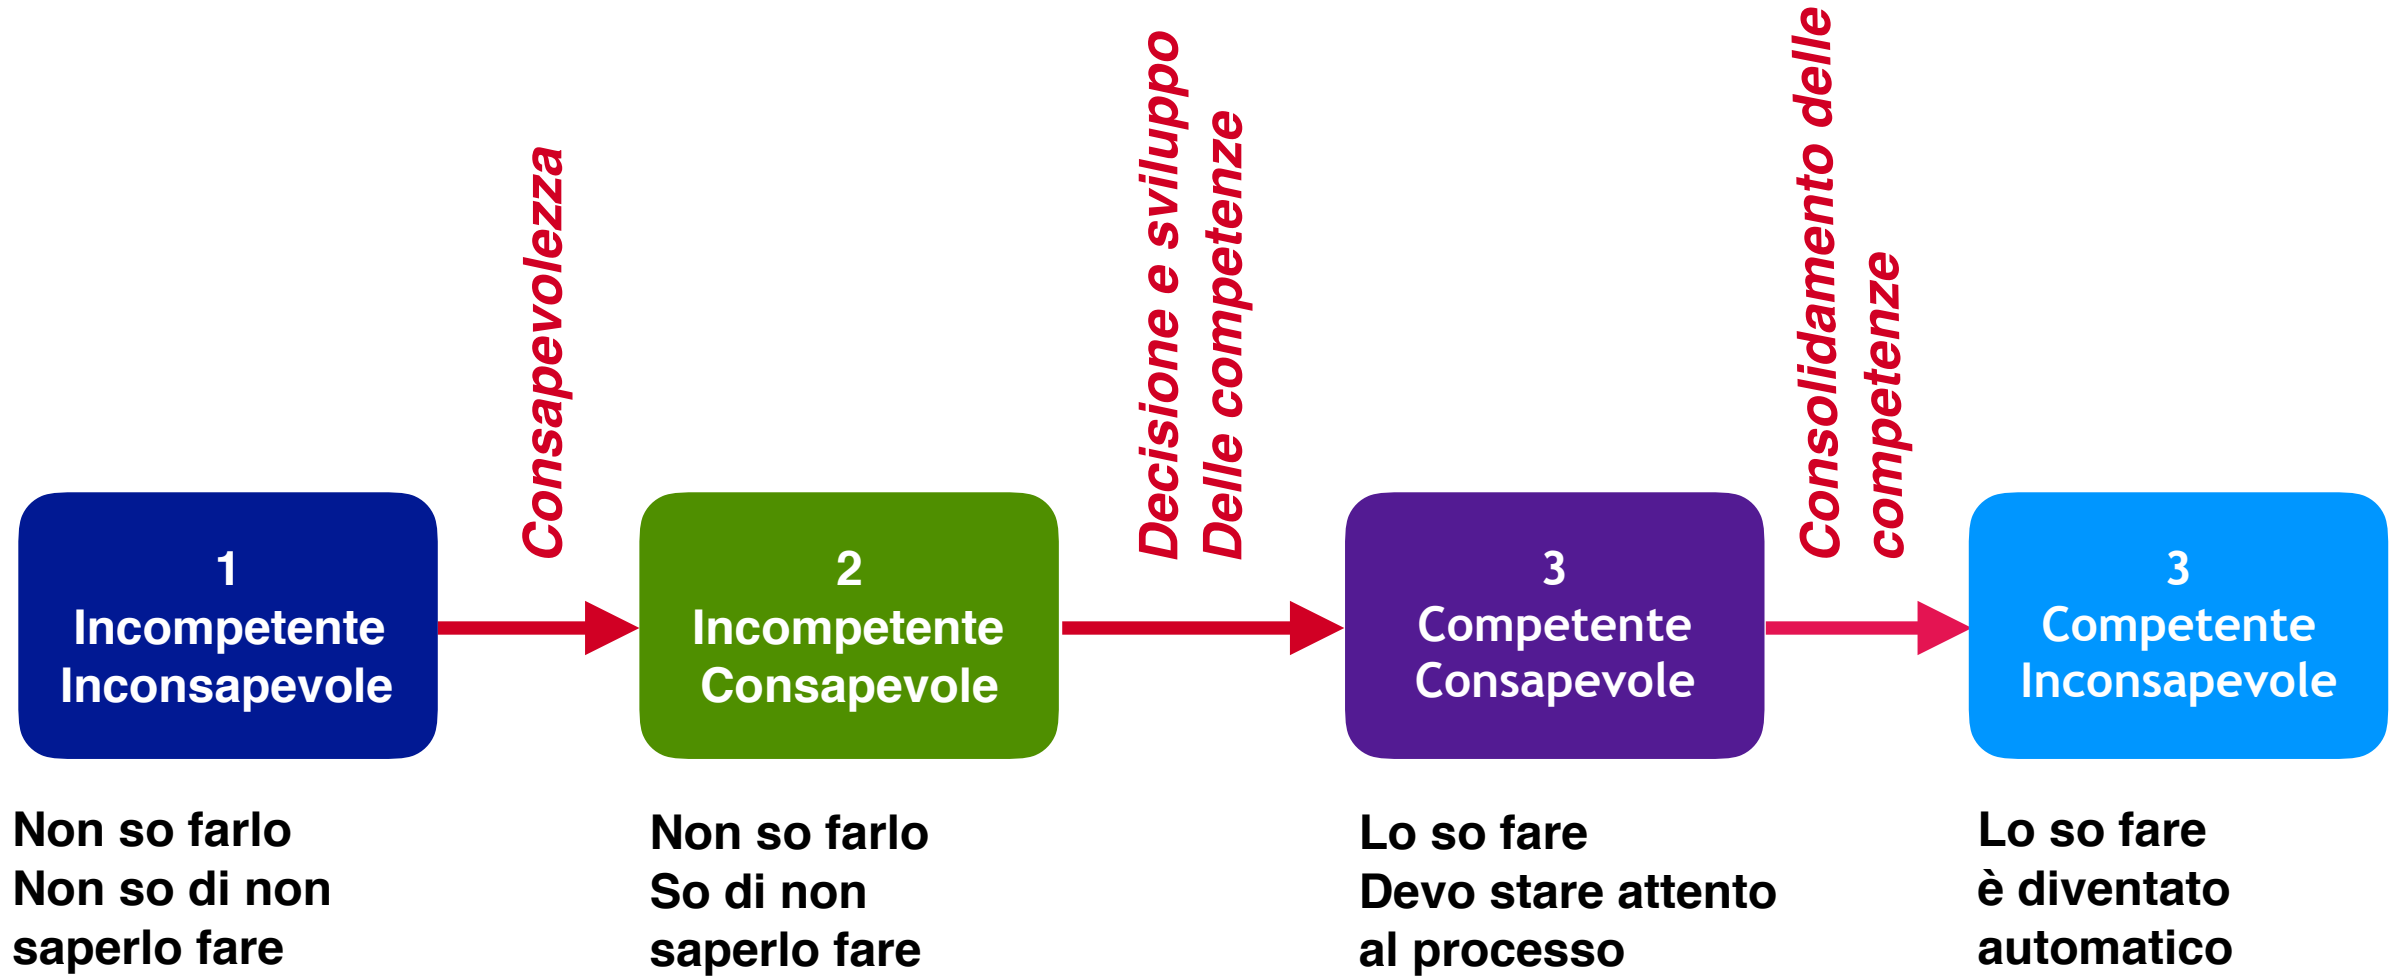 Consapevolezza
Decisione e sviluppo
Delle competenze
Consolidamento delle
competenze
1
Incompetente
Inconsapevole
2
Incompetente
Consapevole
3
Competente
Consapevole
3
Competente
Inconsapevole
Non so farlo
Non so di non
saperlo fare
Non so farlo
So di non
saperlo fare
Lo so fare
Devo stare attento
al processo
Lo so fare
è diventato
automatico